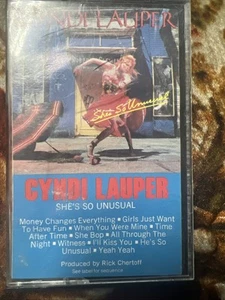 CYNDI LAUPER
She's So Unusual
CYNDI LAUPER
SHE'S SO UNUSUAL
Money Changes Everything • Girls Just Want
To Have Fun • When You Were Mine • Time
After Time • She Bop • All Through The
Night • Witness • I'll Kiss You • He's So
Unusual • Yeah Yeah
Produced by Rick Chertoff
See label for sequence